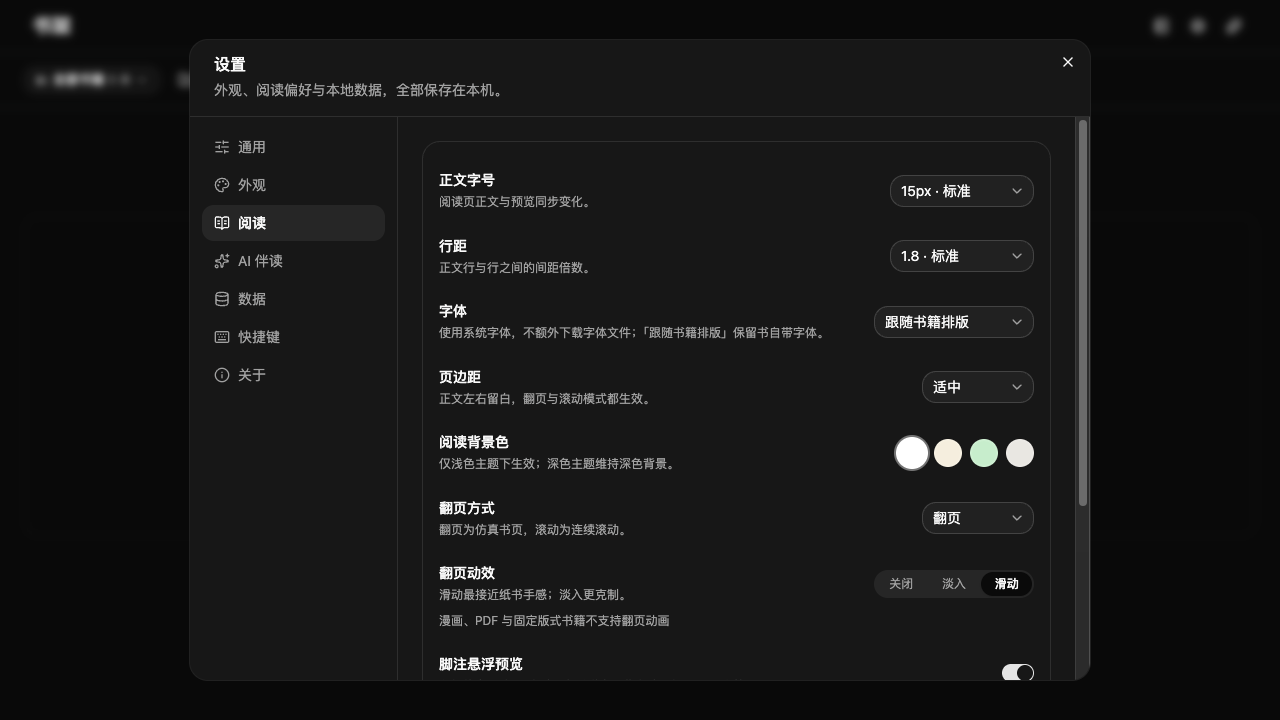 设置
外观、阅读偏好与本地数据，全部保存在本机。
通用
外观
阅读
AI 伴读
数据
快捷键
关于
正文字号
阅读页正文与预览同步变化。
15px · 标准
行距
正文行与行之间的间距倍数。
1.8 · 标准
字体
使用系统字体，不额外下载字体文件；「跟随书籍排版」保留书自带字体。
跟随书籍排版
页边距
正文左右留白，翻页与滚动模式都生效。
适中
阅读背景色
仅浅色主题下生效；深色主题维持深色背景。
翻页方式
翻页为仿真书页，滚动为连续滚动。
翻页
翻页动效
滑动最接近纸书手感；淡入更克制。
漫画、PDF 与固定版式书籍不支持翻页动画
关闭
淡入
滑动
脚注悬浮预览